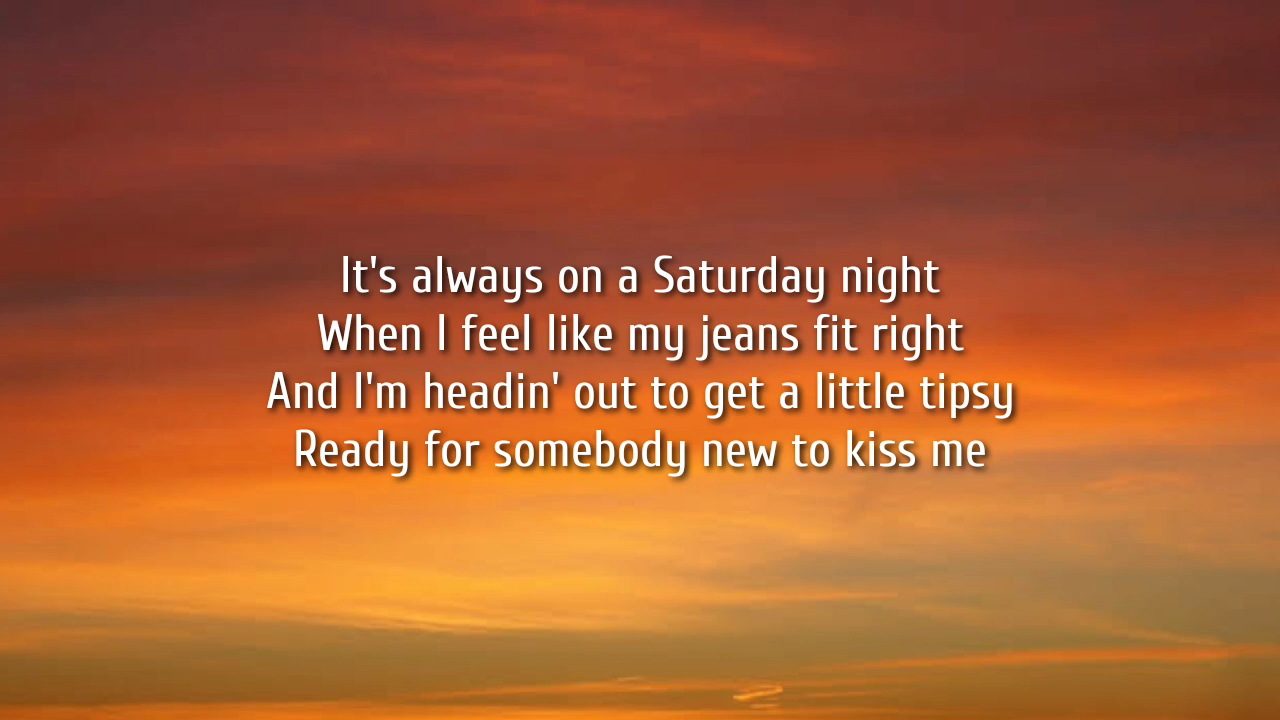 It's always on a Saturday night
When I feel like my jeans fit right
And I'm headin' out to get a little tipsy
Ready for somebody new to kiss me